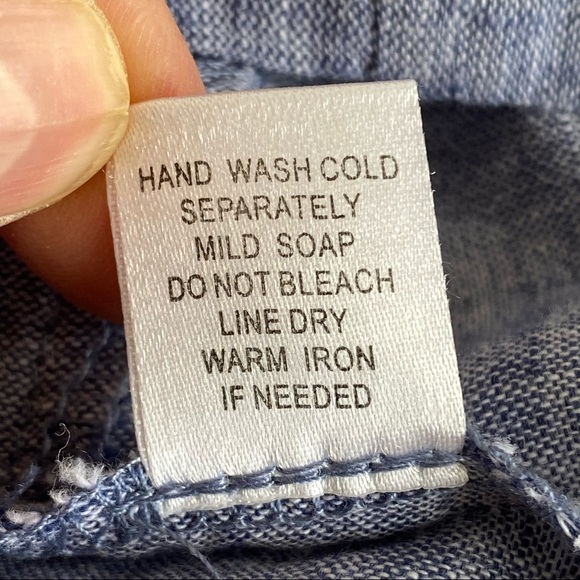 HAND WASH COLD
SEPARATELY
MILD SOAP
DO NOT BLEACH
LINE DRY
WARM IRON
IF NEEDED